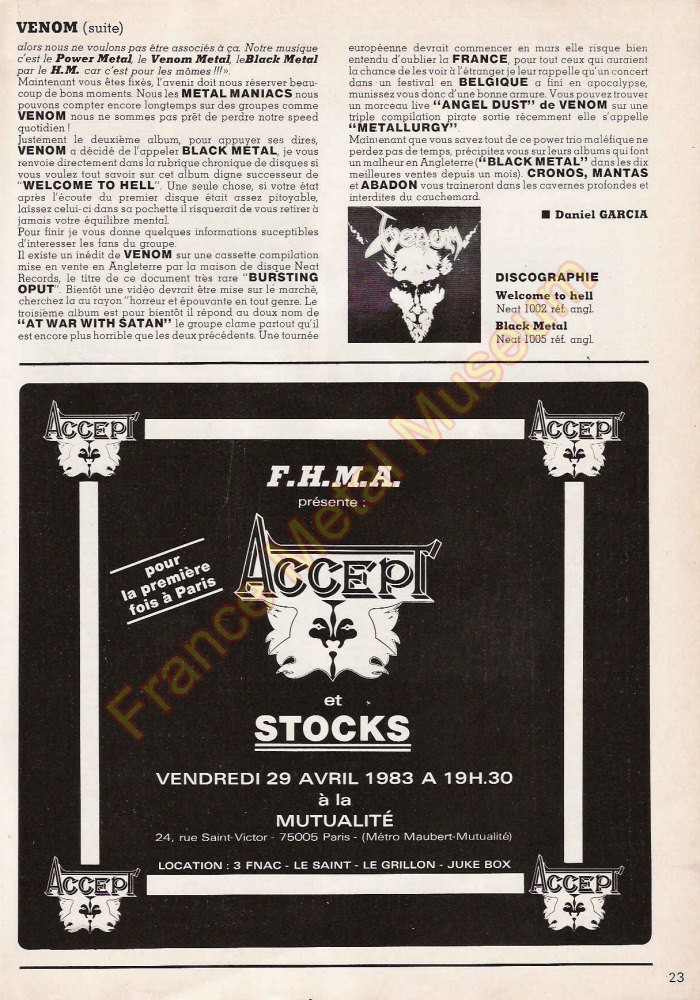 VENOM (suite)
alors nous ne voulons pas être associés à ça. Notre musique
c'est le Power Metal, le Venom Metal, leBlack Metal
par le H.M. car c'est pour les mômes !!!».
Maintenant vous êtes fixés, l'avenir doit nous réserver beau-
coup de bons moments. Nous les METAL MANIACS nous
pouvons compter encore longtemps sur des groupes comme
VENOM nous ne sommes pas prêt de perdre notre speed
quotidien !
Justement le deuxième album, pour appuyer ses dires,
VENOM a décidé de l'appeler BLACK METAL, je vous
renvoie directement dans la rubrique chronique de disques si
vous voulez tout savoir sur cet album digne successeur de
"WELCOME TO HELL". Une seule chose, si votre état
après l'écoute du premier disque était assez pitoyable,
laissez celui-ci dans sa pochette il risquerait de vous retirer à
jamais votre équilibre mental.
Pour finir je vous donne quelques informations suceptibles
d'interesser les fans du groupe.
Il existe un inédit de VENOM sur une cassette compilation
mise en vente en Angleterre par la maison de disque Neat
Records, le titre de ce document très rare "BURSTING
OPUT". Bientôt une vidéo devrait être mise sur le marché,
cherchez la au rayon."horreur et épouvante en tout genre. Le
troisième album est pour bientôt il répond au doux nom de
"AT WAR WITH SATAN" le groupe clame partout qu'il
est encore plus horrible que les deux précédents. Une tournée
européenne devrait commencer en mars elle risque bien
entendu d'oublier la FRANCE, pour tout ceux qui auraient
la chance de les voir à l'étranger je leur rappelle qu'un concert
dans un festival en BELGIQUE a fini en apocalypse,
munissez vous donc d'une bonne armure. Vous pouvez trouver
un morceau live "ANGEL DUST" de VENOM sur une
triple compilation pirate sortie récemment elle s'appelle
"METALLURGY".
Maintenant que vous savez tout de ce power trio maléfique ne
perdez pas de temps, précipitez vous sur leurs albums qui font
un malheur en Angleterre ("BLACK METAL" dans les dix
meilleures ventes depuis un mois). CRONOS, MANTAS
et ABADON vous traineront dans les cavernes profondes et
interdites du cauchemard.
■ Daniel GARCIA
Venom
DISCOGRAPHIE
Welcome to hell
Neat 1002 réf. angl.
Black Metal
Neat 1005 réf. angl.
ACCEPT
ACCEPT
F.H.M.A.
présente :
pour
la première
fois à Paris
ACCEPT
et
STOCKS
VENDREDI 29 AVRIL 1983 A 19H.30
à la
MUTUALITÉ
24, rue Saint-Victor - 75005 Paris - (Métro Maubert-Mutualité)
LOCATION : 3 FNAC - LE SAINT - LE GRILLON - JUKE BOX
ACCEPT
ACCEPT
France Metal Museum
23